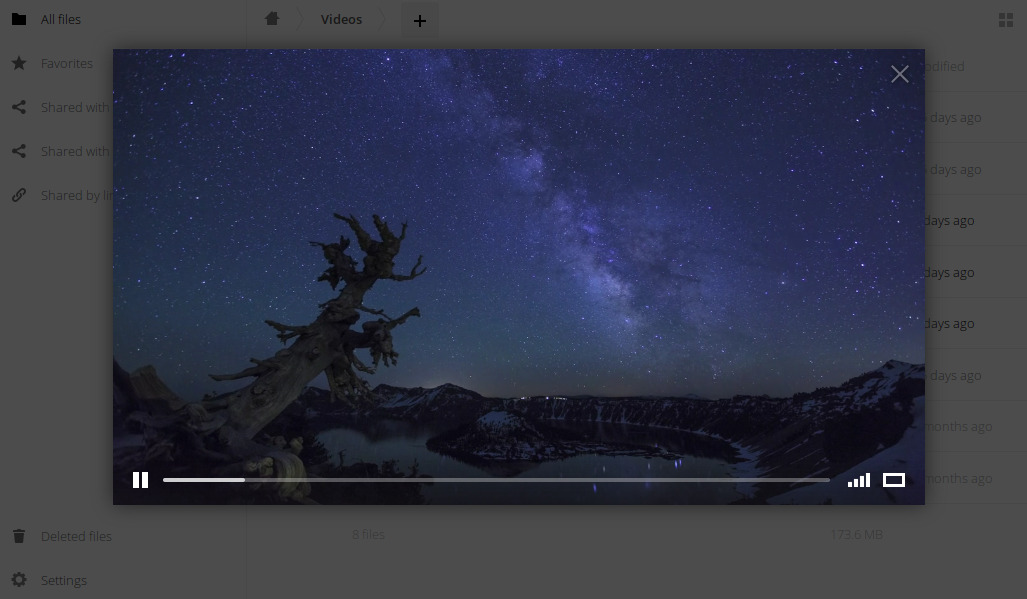 All files
Videos
+
Favorites
odified
Shared with
days ago
Shared with
days ago
Shared by li
days ago
days ago
days ago
days ago
months ago
months ago
Deleted files
8 files
173.6 MB
Settings